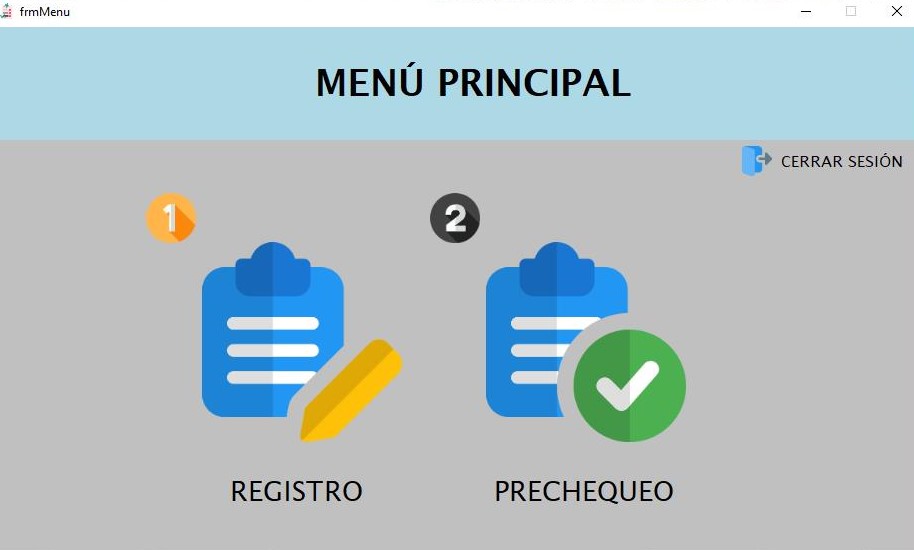 frmMenu
MENÚ PRINCIPAL
CERRAR SESIÓN
1
2
REGISTRO
PRECHEQUEO